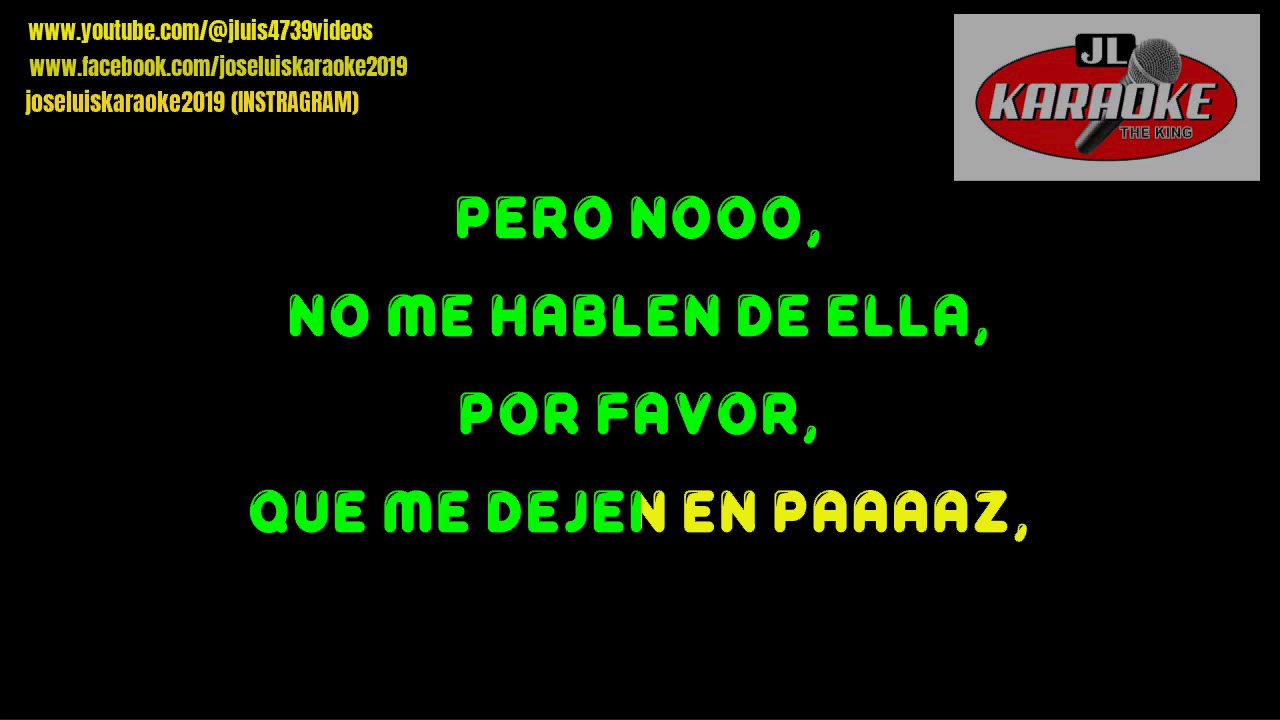 www.youtube.com/@jluis4739videos
www.facebook.com/joseluiskaraoke2019
joseluiskaraoke2019 (INSTRAGRAM)
JL
KARAOKE
THE KING
PERO NOOO,
NO ME HABLEN DE ELLA,
POR FAVOR,
QUE ME DEJEN EN PAAAAZ,